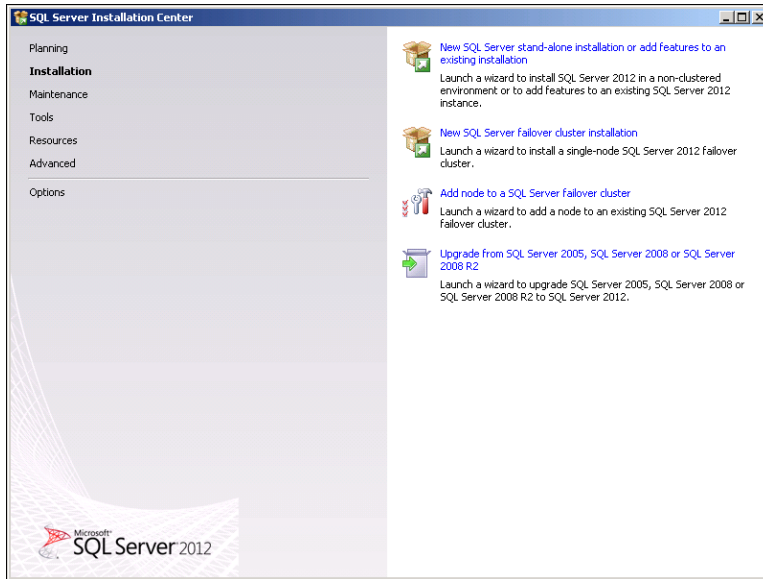 SQL Server Installation Center
Planning
Installation
Maintenance
Tools
Resources
Advanced
Options
New SQL Server stand-alone installation or add features to an
existing installation
Launch a wizard to install SQL Server 2012 in a non-clustered
environment or to add features to an existing SQL Server 2012
instance.
New SQL Server failover cluster installation
Launch a wizard to install a single-node SQL Server 2012 failover
cluster.
Add node to a SQL Server failover cluster
Launch a wizard to add a node to an existing SQL Server 2012
failover cluster.
Upgrade from SQL Server 2005, SQL Server 2008 or SQL Server
2008 R2
Launch a wizard to upgrade SQL Server 2005, SQL Server 2008 or
SQL Server 2008 R2 to SQL Server 2012.
Microsoft
SQL Server 2012